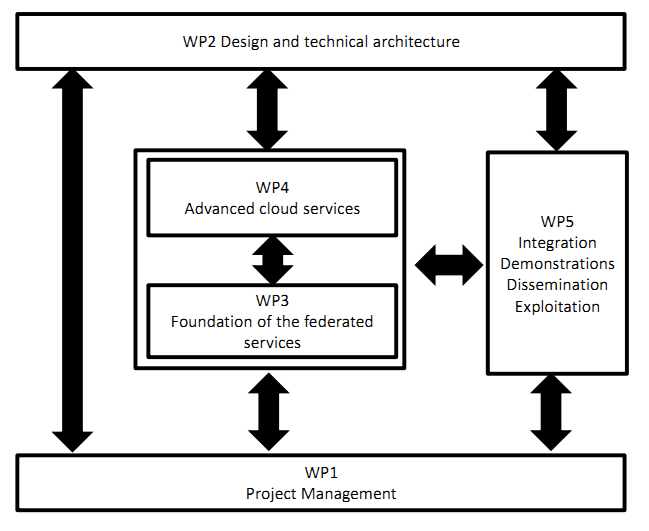 WP2 Design and technical architecture
WP4
Advanced cloud services
WP3
Foundation of the federated
services
WP5
Integration
Demonstrations
Dissemination
Exploitation
WP1
Project Management